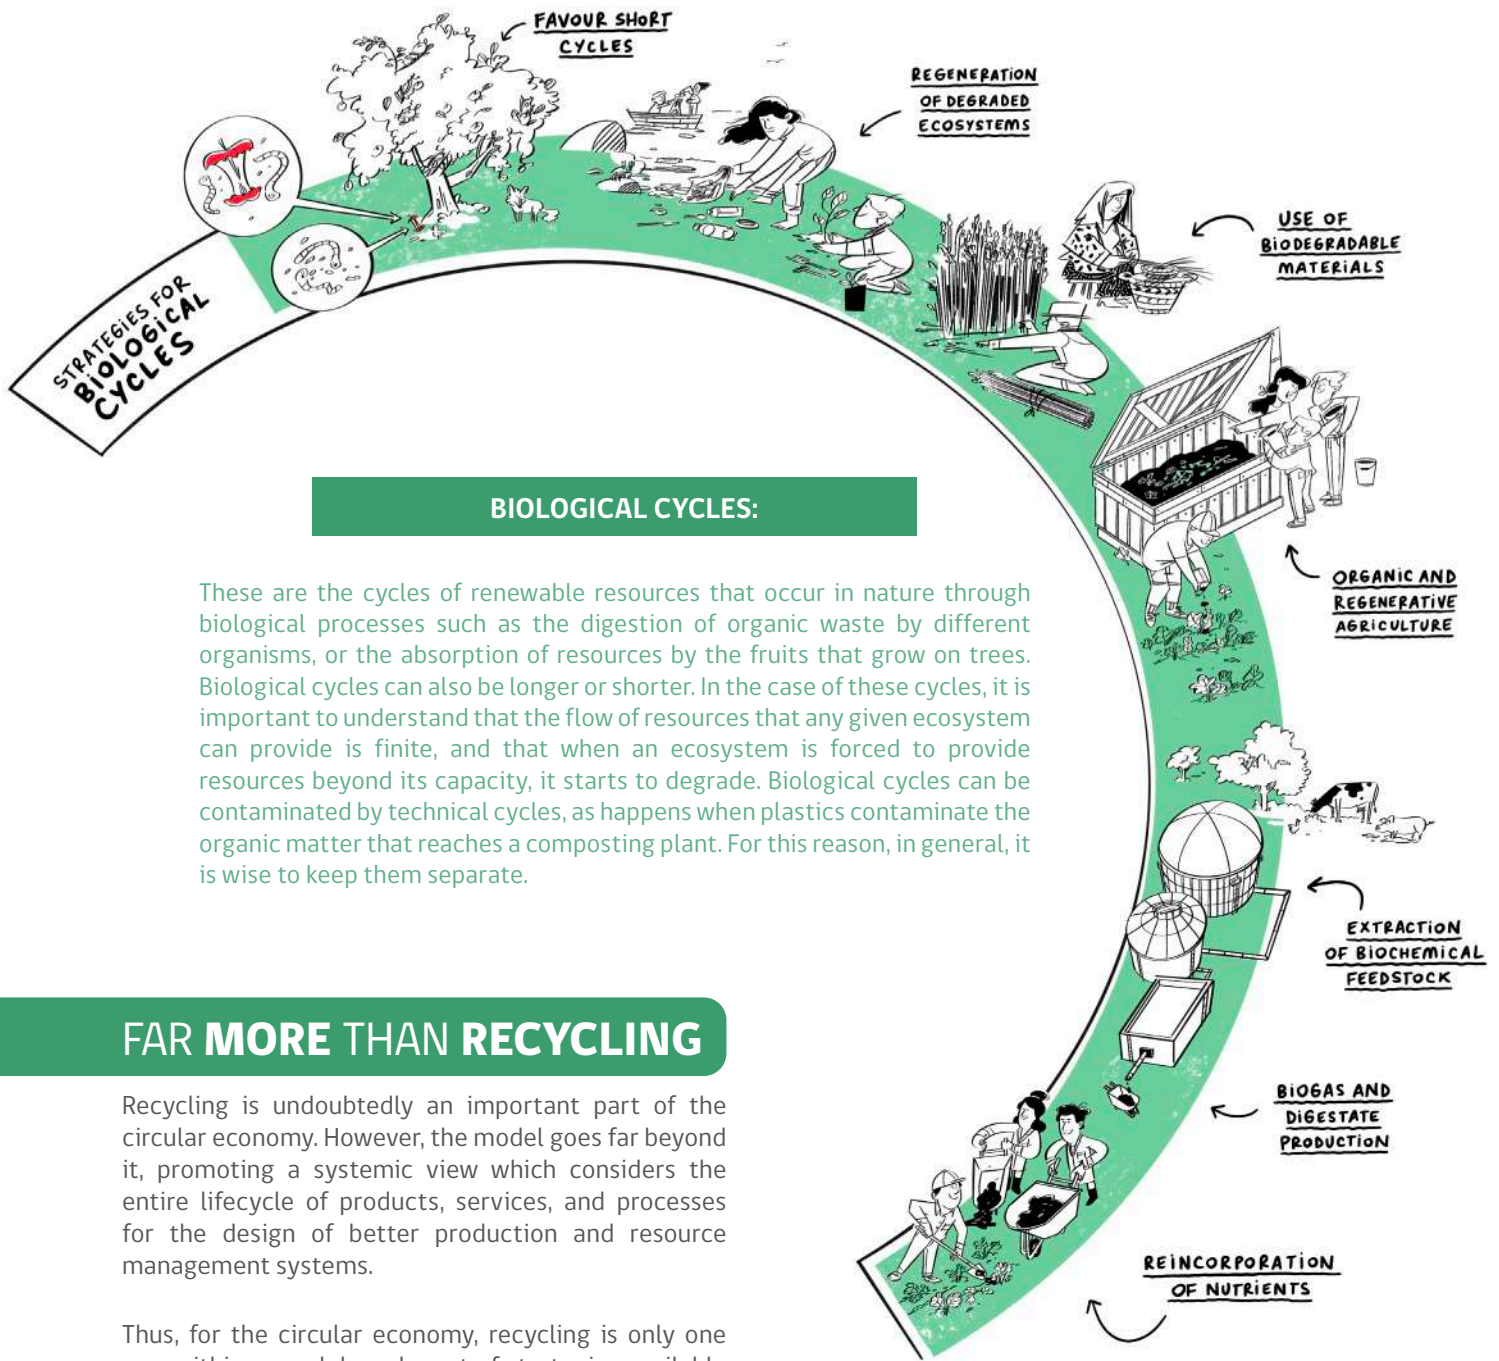 FAVOUR SHORT
CYCLES
REGENERATION
OF DEGRADED
ECOSYSTEMS
USE OF
BIODEGRADABLE
MATERIALS
STRATEGIES FOR
BIOLOGICAL
CYCLES
ORGANIC AND
REGENERATIVE
AGRICULTURE
BIOLOGICAL CYCLES:
These are the cycles of renewable resources that occur in nature through
biological processes such as the digestion of organic waste by different
organisms, or the absorption of resources by the fruits that grow on trees.
Biological cycles can also be longer or shorter. In the case of these cycles, it is
important to understand that the flow of resources that any given ecosystem
can provide is finite, and that when an ecosystem is forced to provide
resources beyond its capacity, it starts to degrade. Biological cycles can be
contaminated by technical cycles, as happens when plastics contaminate the
organic matter that reaches a composting plant. For this reason, in general, it
is wise to keep them separate.
EXTRACTION
OF BIOCHEMICAL
FEEDSTOCK
BIOGAS AND
DIGESTATE
PRODUCTION
REINCORPORATION
OF NUTRIENTS
FAR MORE THAN RECYCLING
Recycling is undoubtedly an important part of the
circular economy. However, the model goes far beyond
it, promoting a systemic view which considers the
entire lifecycle of products, services, and processes
for the design of better production and resource
management systems.
Thus, for the circular economy, recycling is only one